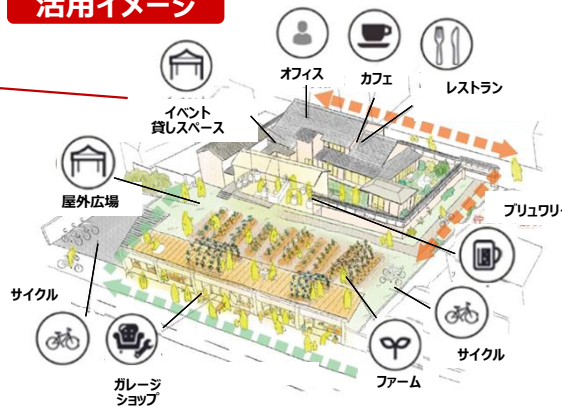 活用イメージ
オフィス
カフェ
レストラン
イベント
貸しスペース
屋外広場
ブリュワリー
サイクル
サイクル
ガレージ
ショップ
ファーム